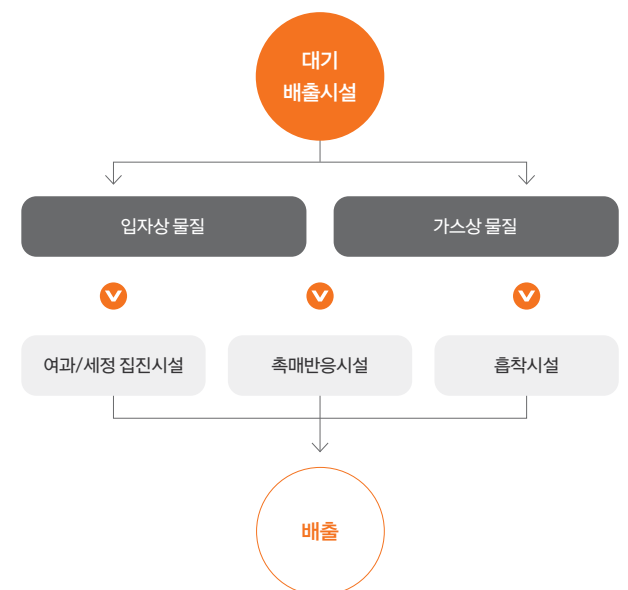 대기
배출시설
입자상 물질
가스상 물질
여과/세정 집진시설
촉매반응시설
흡착시설
배출